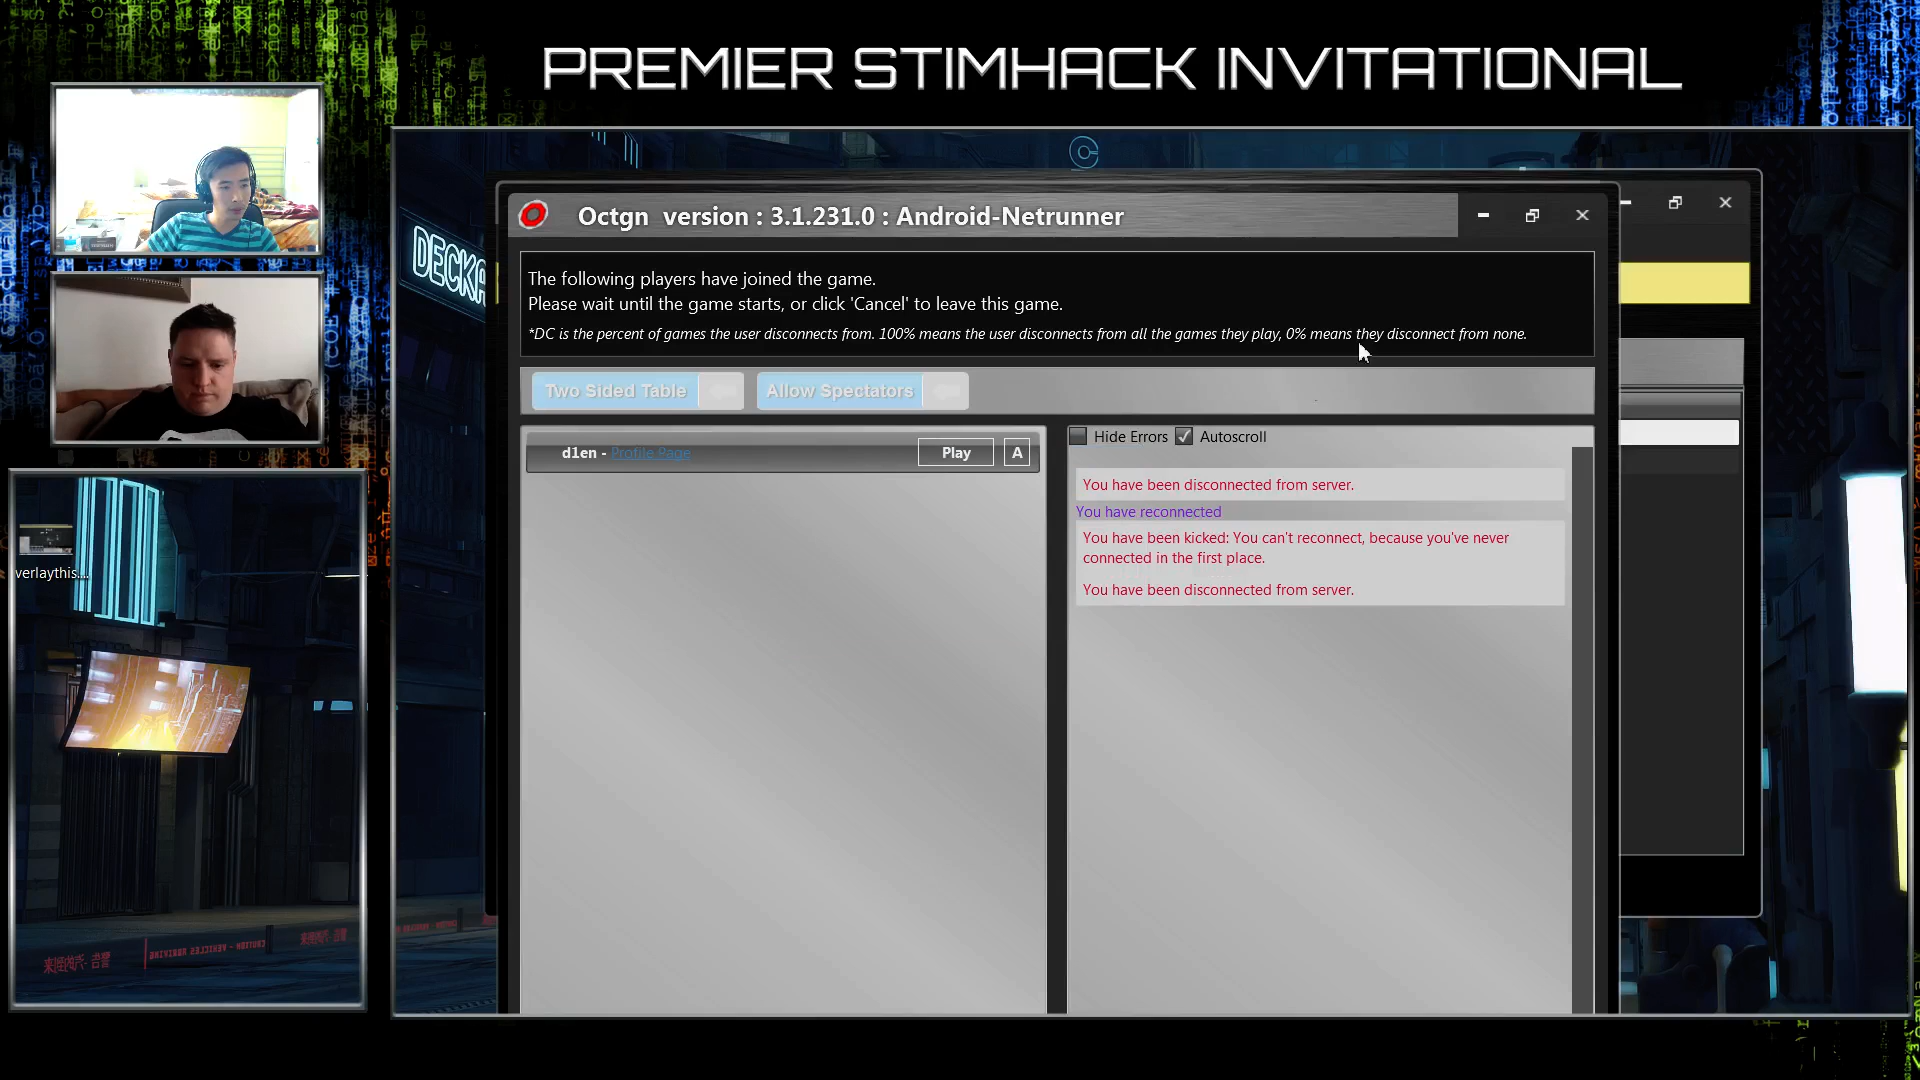 PREMIER STIMHACK INVITATIONAL
DECKA
Octgn version : 3.1.231.0 : Android-Netrunner
The following players have joined the game.
Please wait until the game starts, or click 'Cancel' to leave this game.
*DC is the percent of games the user disconnects from. 100% means the user disconnects from all the games they play, 0% means they disconnect from none.
Two Sided Table
Allow Spectators
d1en - Profile Page
Play
A
Hide Errors
Autoscroll
You have been disconnected from server.
You have reconnected
You have been kicked: You can't reconnect, because you've never
connected in the first place.
You have been disconnected from server.
verlaythis....